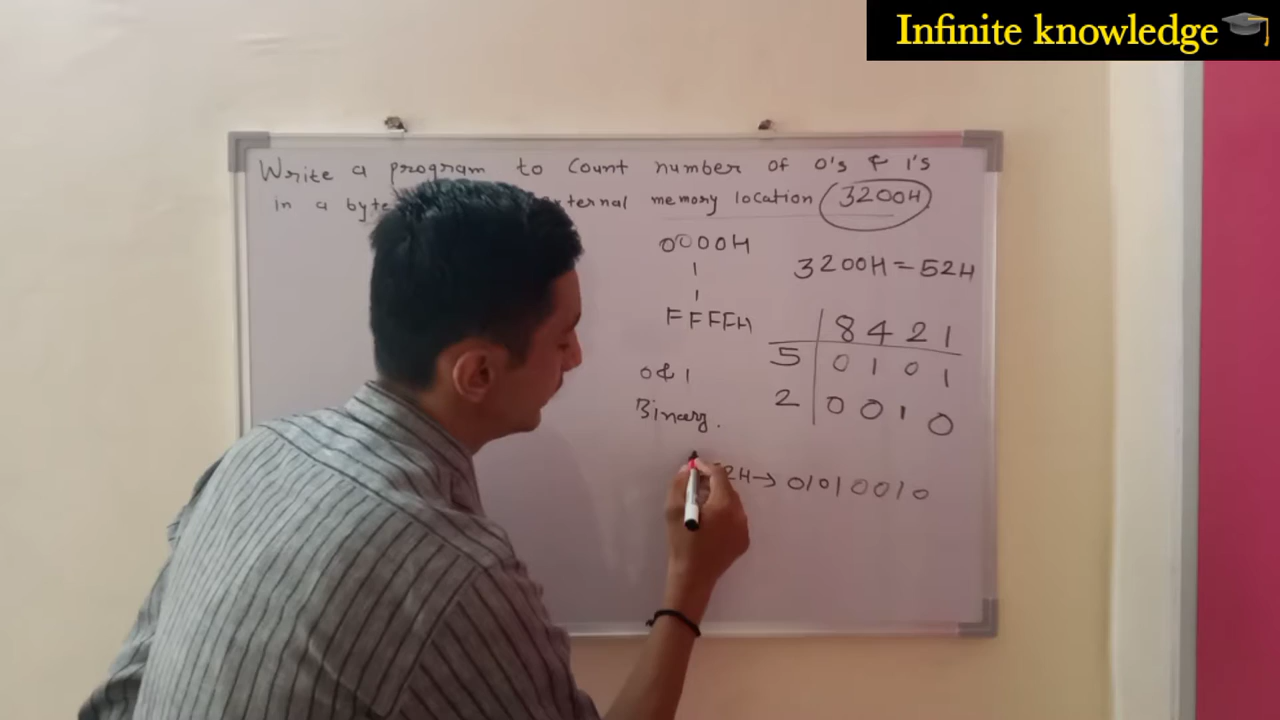 Infinite knowledge
Write a program to Count number of 0's & 1's
in a byte external memory location 3200H
0000H
FFFFH
0 & 1
Binary.
3200H = 52H
8 4 2 1
5 0 1 0 1
2 0 0 1 0
52H → 01010010